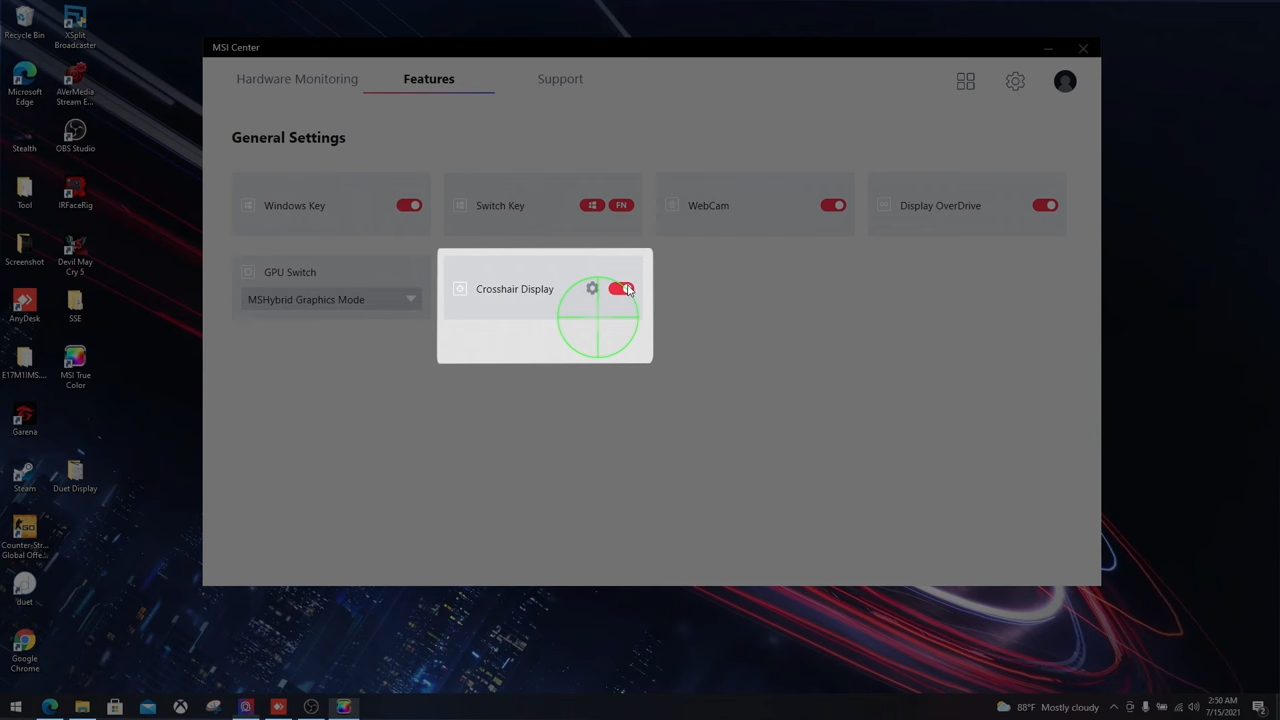 Recycle Bin
XSplit
Broadcaster
Microsoft
Edge
AVerMedia
Stream E...
Stealth
OBS Studio
Tool
IRFaceRig
Screenshot
Devil May
Cry 5
AnyDesk
SSE
E17M1IMS....
MSI True
Color
Garena
Steam
Duet Display
Counter-Str...
Global Offe...
duet
Google
Chrome
MSI Center
Hardware Monitoring
Features
Support
General Settings
Windows Key
Switch Key
FN
WebCam
Display OverDrive
GPU Switch
MSHybrid Graphics Mode
Crosshair Display
88°F Mostly cloudy
2:50 AM
7/15/2021
2